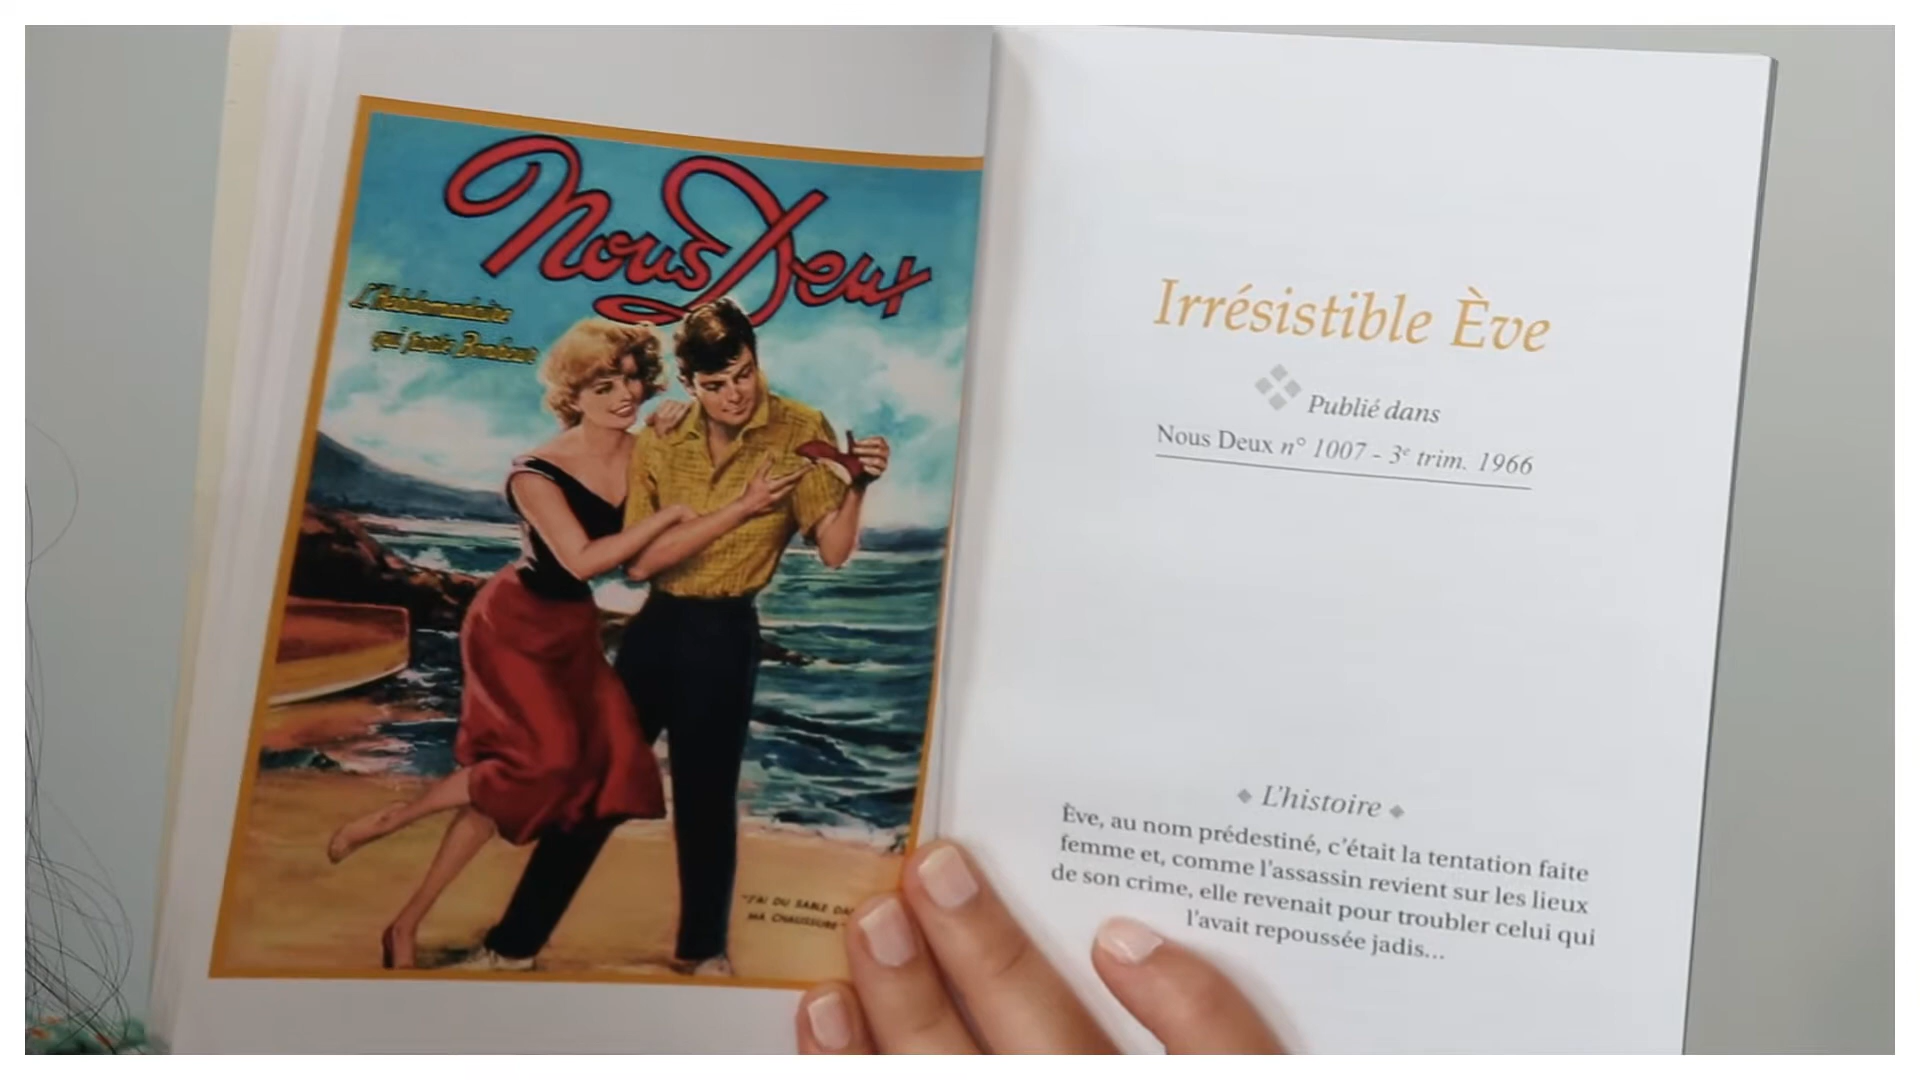 Nous Deux
L'Hebdomadaire
qui porte Bonheur
"J'AI DU SABLE DA
MA CHAUSSURE"
Irrésistible Ève
Publié dans
Nous Deux n° 1007 - 3e trim. 1966
L'histoire
Ève, au nom prédestiné, c'était la tentation faite
femme et, comme l'assassin revient sur les lieux
de son crime, elle revenait pour troubler celui qui
l'avait repoussée jadis...